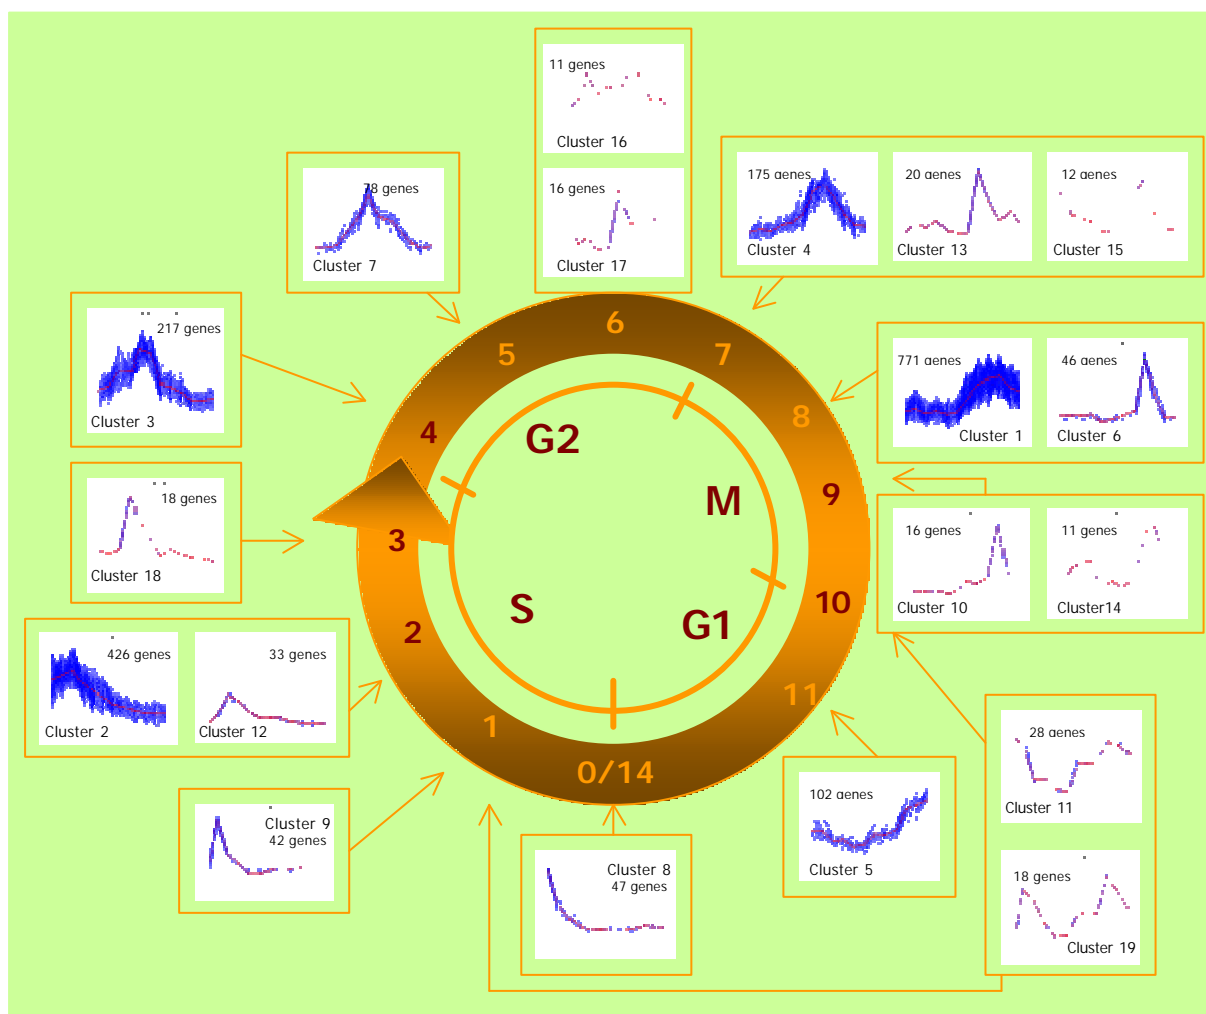 11 genes
Cluster 16
16 genes
Cluster 17
78 genes
Cluster 7
175 genes
Cluster 4
20 genes
Cluster 13
12 genes
Cluster 15
217 genes
Cluster 3
771 genes
Cluster 1
46 genes
Cluster 6
18 genes
Cluster 18
16 genes
Cluster 10
11 genes
Cluster14
426 genes
Cluster 2
33 genes
Cluster 12
28 genes
Cluster 11
18 genes
Cluster 19
102 genes
Cluster 5
Cluster 9
42 genes
Cluster 8
47 genes
0/14
1
2
3
4
5
6
7
8
9
10
11
G2
M
G1
S